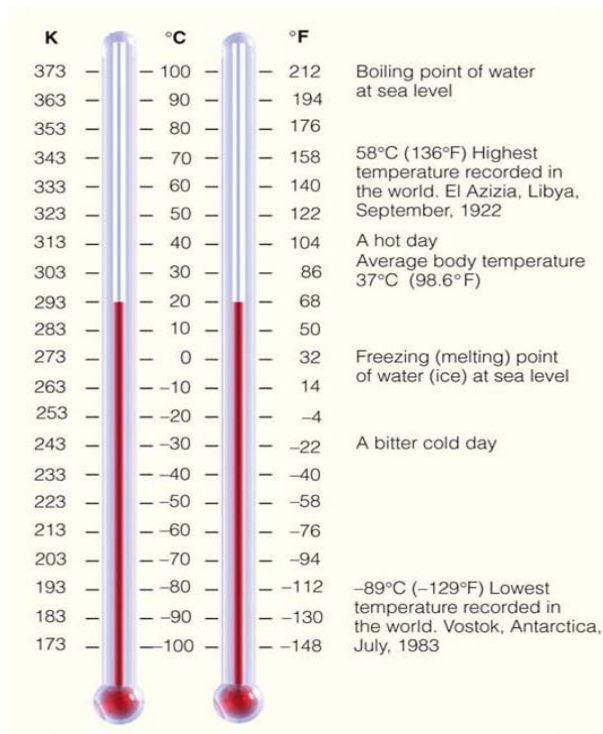 K °C °F
373 100 212 Boiling point of water
at sea level
363 90 194
353 80 176
343 70 158 58°C (136°F) Highest
temperature recorded in
333 60 140 the world. El Azizia, Libya,
323 50 122 September, 1922
313 40 104 A hot day
Average body temperature
303 30 86 37°C (98.6°F)
293 20 68
283 10 50
273 0 32 Freezing (melting) point
of water (ice) at sea level
263 –10 14
253 –20 –4
243 –30 –22 A bitter cold day
233 –40 –40
223 –50 –58
213 –60 –76
203 –70 –94
193 –80 –112 –89°C (–129°F) Lowest
temperature recorded in
183 –90 –130 the world. Vostok, Antarctica,
173 –100 –148 July, 1983